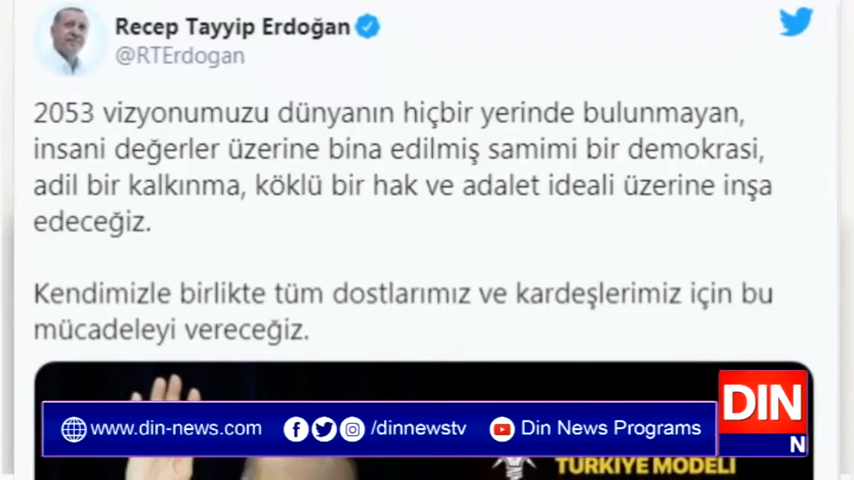 Recep Tayyip Erdoğan
@RTErdogan
2053 vizyonumuzu dünyanın hiçbir yerinde bulunmayan,
insani değerler üzerine bina edilmiş samimi bir demokrasi,
adil bir kalkınma, köklü bir hak ve adalet ideali üzerine inşa
edeceğiz.
Kendimizle birlikte tüm dostlarımız ve kardeşlerimiz için bu
mücadeleyi vereceğiz.
DIN
www.din-news.com /dinnewstv Din News Programs
N
TÜRKİYE MODELİ